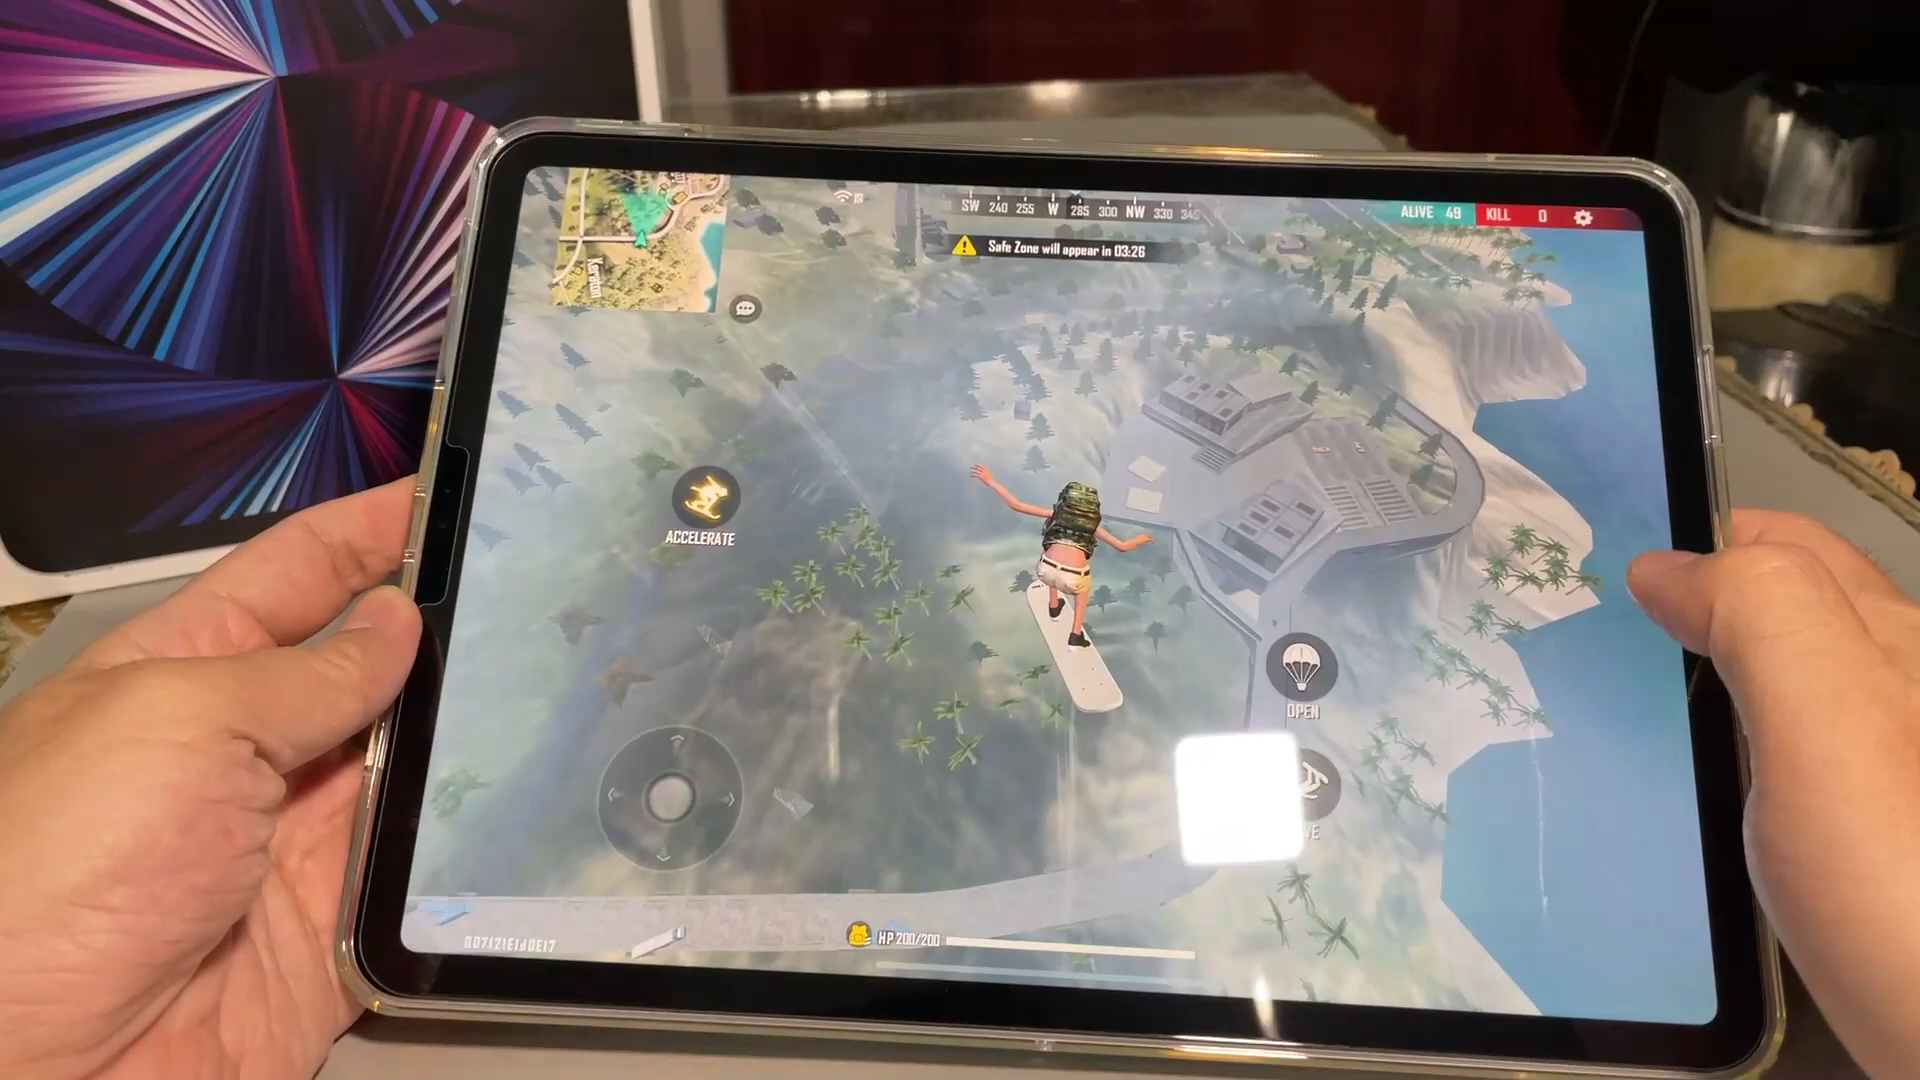 SW 240 255 W 285 300 NW 330 345
ALIVE 49 KILL 0
Safe Zone will appear in 03:26
Keraton
ACCELERATE
OPEN
HP 200/200